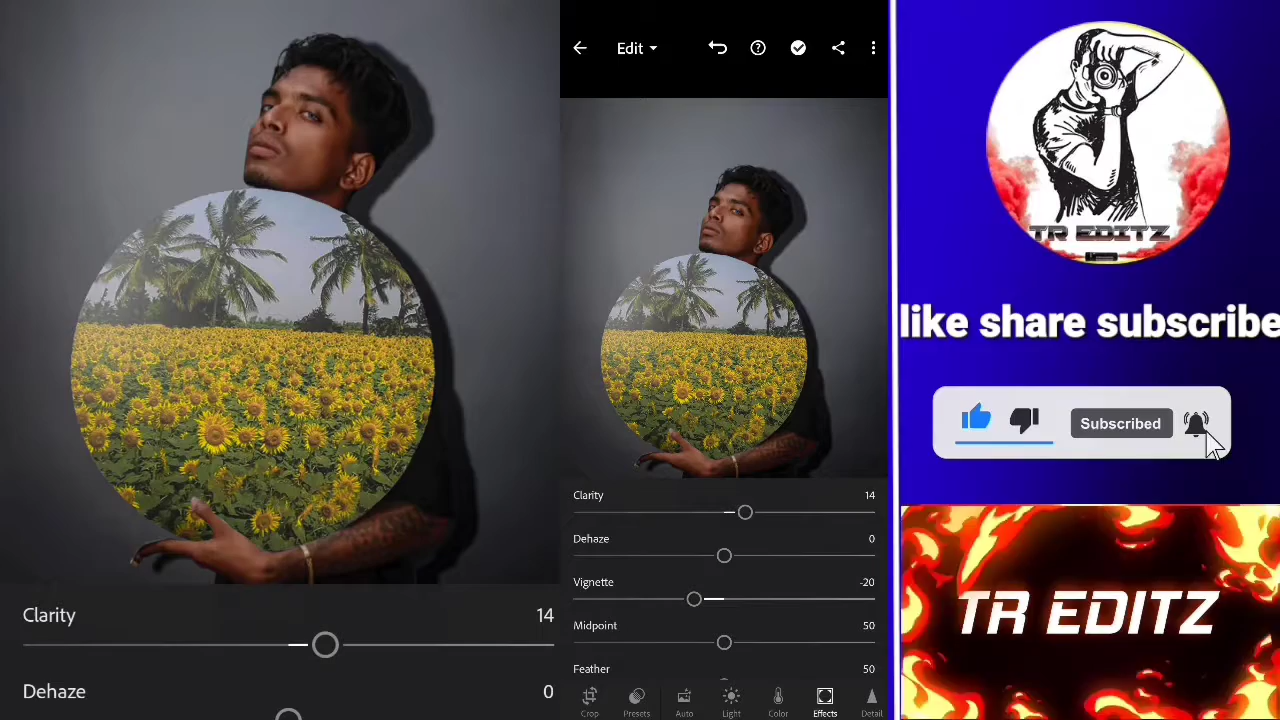 Clarity
14
Dehaze
0
Edit
Clarity
14
Dehaze
0
Vignette
-20
Midpoint
50
Feather
50
Crop
Presets
Auto
Light
Color
Effects
Detail
TR EDITZ
like share subscribe
Subscribed
TR EDITZ